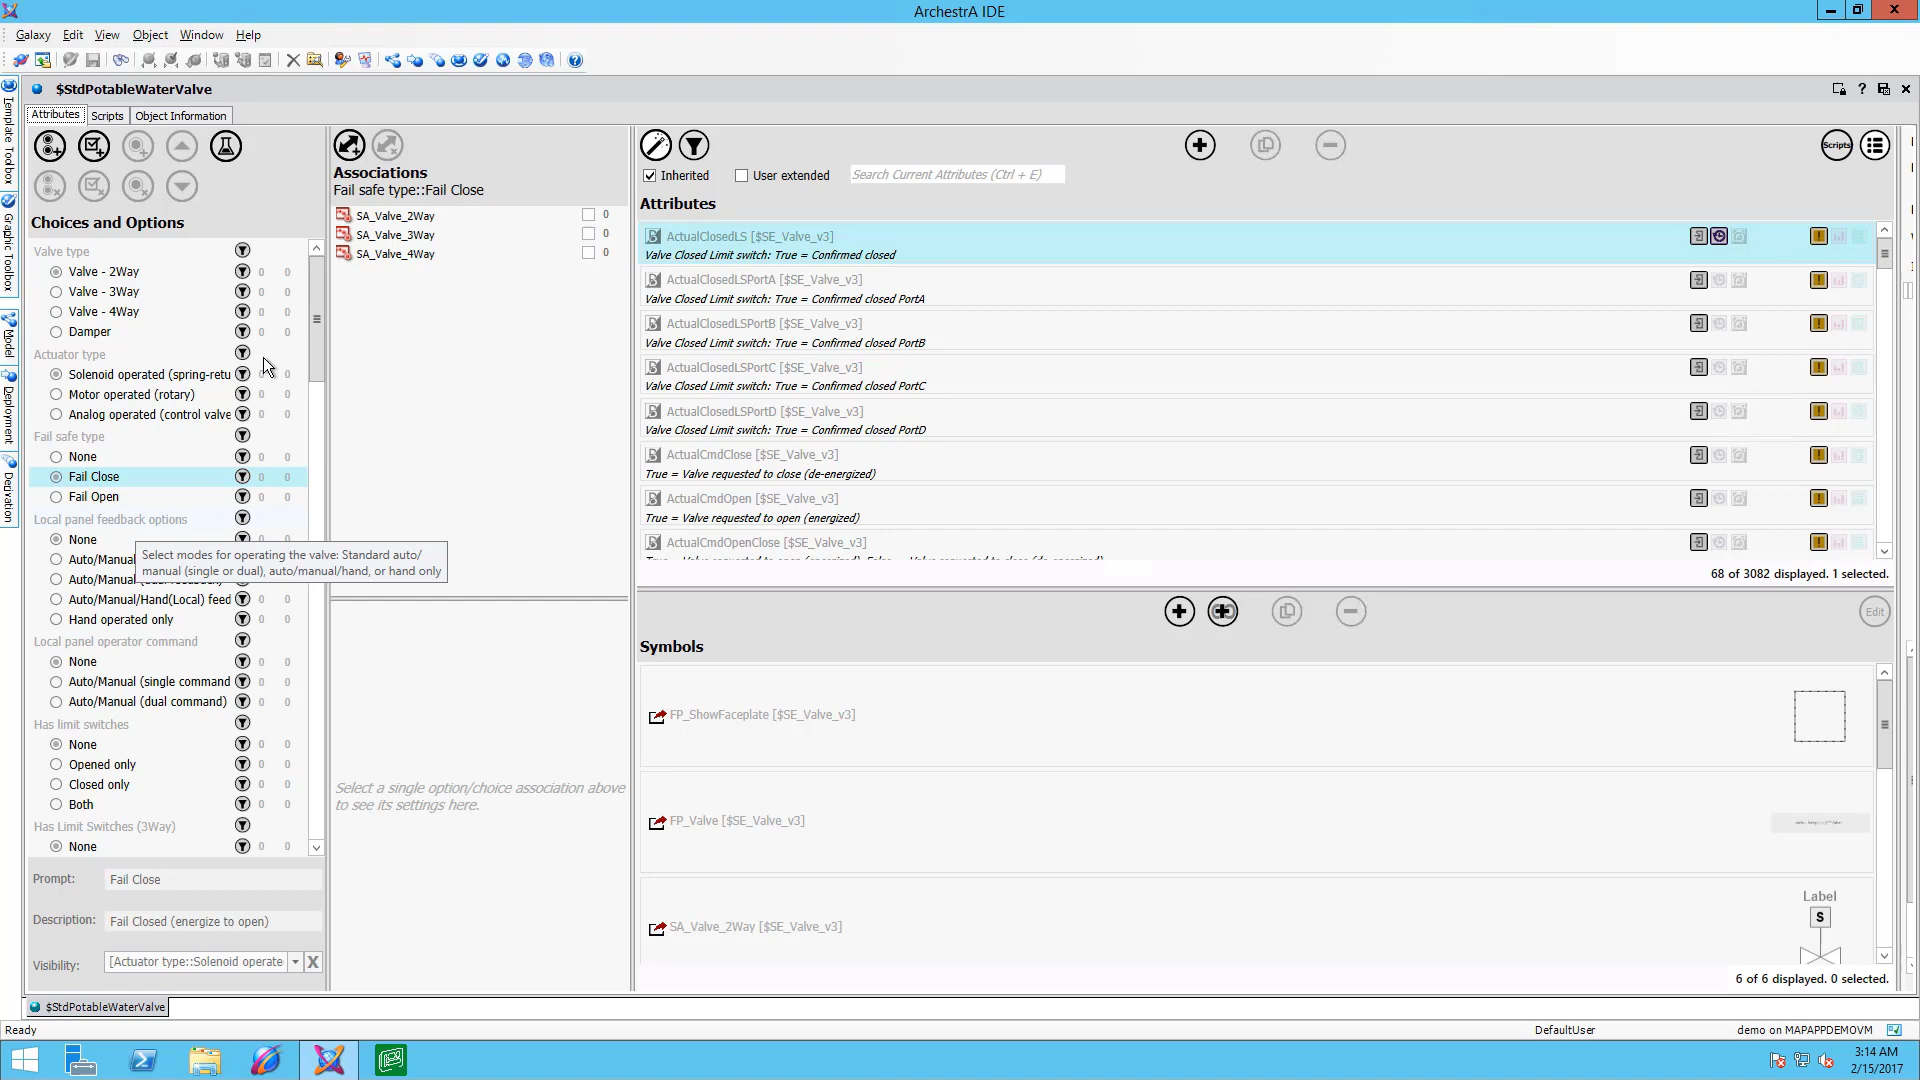 ArchestrA IDE
Galaxy Edit View Object Window Help
$StdPotableWaterValve
Attributes Scripts Object Information
Template Toolbox
Graphic Toolbox
Model
Deployment
Derivation
Choices and Options
Valve type
Valve - 2Way 0 0
Valve - 3Way 0 0
Valve - 4Way 0 0
Damper 0 0
Actuator type
Solenoid operated (spring-retu 0
Motor operated (rotary) 0 0
Analog operated (control valve 0 0
Fail safe type
None 0 0
Fail Close 0 0
Fail Open 0 0
Local panel feedback options
None 0 0
Auto/Manual
Auto/Manual
Select modes for operating the valve: Standard auto/
manual (single or dual), auto/manual/hand, or hand only
Auto/Manual/Hand(Local) feed 0 0
Hand operated only 0 0
Local panel operator command
None 0 0
Auto/Manual (single command 0 0
Auto/Manual (dual command) 0 0
Has limit switches
None 0 0
Opened only 0 0
Closed only 0 0
Both 0 0
Has Limit Switches (3Way)
None 0 0
Prompt: Fail Close
Description: Fail Closed (energize to open)
Visibility: [Actuator type::Solenoid operate X
Associations
Fail safe type::Fail Close
SA_Valve_2Way 0
SA_Valve_3Way 0
SA_Valve_4Way 0
Select a single option/choice association above
to see its settings here.
Scripts
Inherited User extended Search Current Attributes (Ctrl + E)
Attributes
ActualClosedLS [$SE_Valve_v3]
Valve Closed Limit switch: True = Confirmed closed
ActualClosedLSPortA [$SE_Valve_v3]
Valve Closed Limit switch: True = Confirmed closed PortA
ActualClosedLSPortB [$SE_Valve_v3]
Valve Closed Limit switch: True = Confirmed closed PortB
ActualClosedLSPortC [$SE_Valve_v3]
Valve Closed Limit switch: True = Confirmed closed PortC
ActualClosedLSPortD [$SE_Valve_v3]
Valve Closed Limit switch: True = Confirmed closed PortD
ActualCmdClose [$SE_Valve_v3]
True = Valve requested to close (de-energized)
ActualCmdOpen [$SE_Valve_v3]
True = Valve requested to open (energized)
ActualCmdOpenClose [$SE_Valve_v3]
68 of 3082 displayed. 1 selected.
Edit
Symbols
FP_ShowFaceplate [$SE_Valve_v3]
FP_Valve [$SE_Valve_v3]
SA_Valve_2Way [$SE_Valve_v3]
Label
S
6 of 6 displayed. 0 selected.
$StdPotableWaterValve
Ready DefaultUser demo on MAPAPPDEMOVM
3:14 AM
2/15/2017